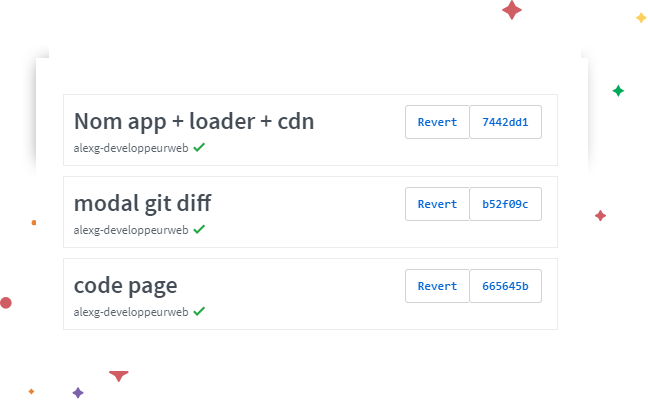 Nom app + loader + cdn
Revert 7442dd1
alexg-developpeurweb
modal git diff
Revert b52f09c
alexg-developpeurweb
code page
Revert 665645b
alexg-developpeurweb